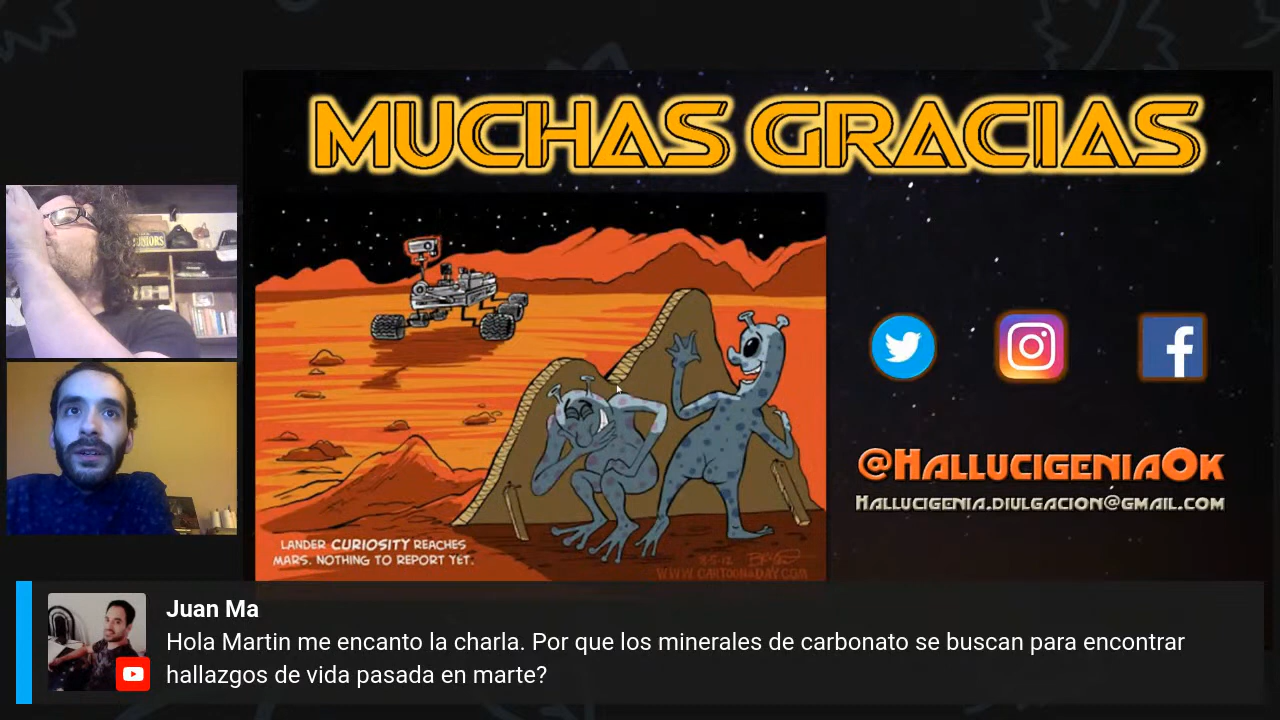 MUCHAS GRACIAS
JUNIORS
LANDER CURIOSITY REACHES
MARS. NOTHING TO REPORT YET.
WWW.CARTOONADAY.COM
@HALLUCIGENIAOK
HALLUCIGENIA.DIULGACION@GMAIL.COM
Juan Ma
Hola Martin me encanto la charla. Por que los minerales de carbonato se buscan para encontrar
hallazgos de vida pasada en marte?